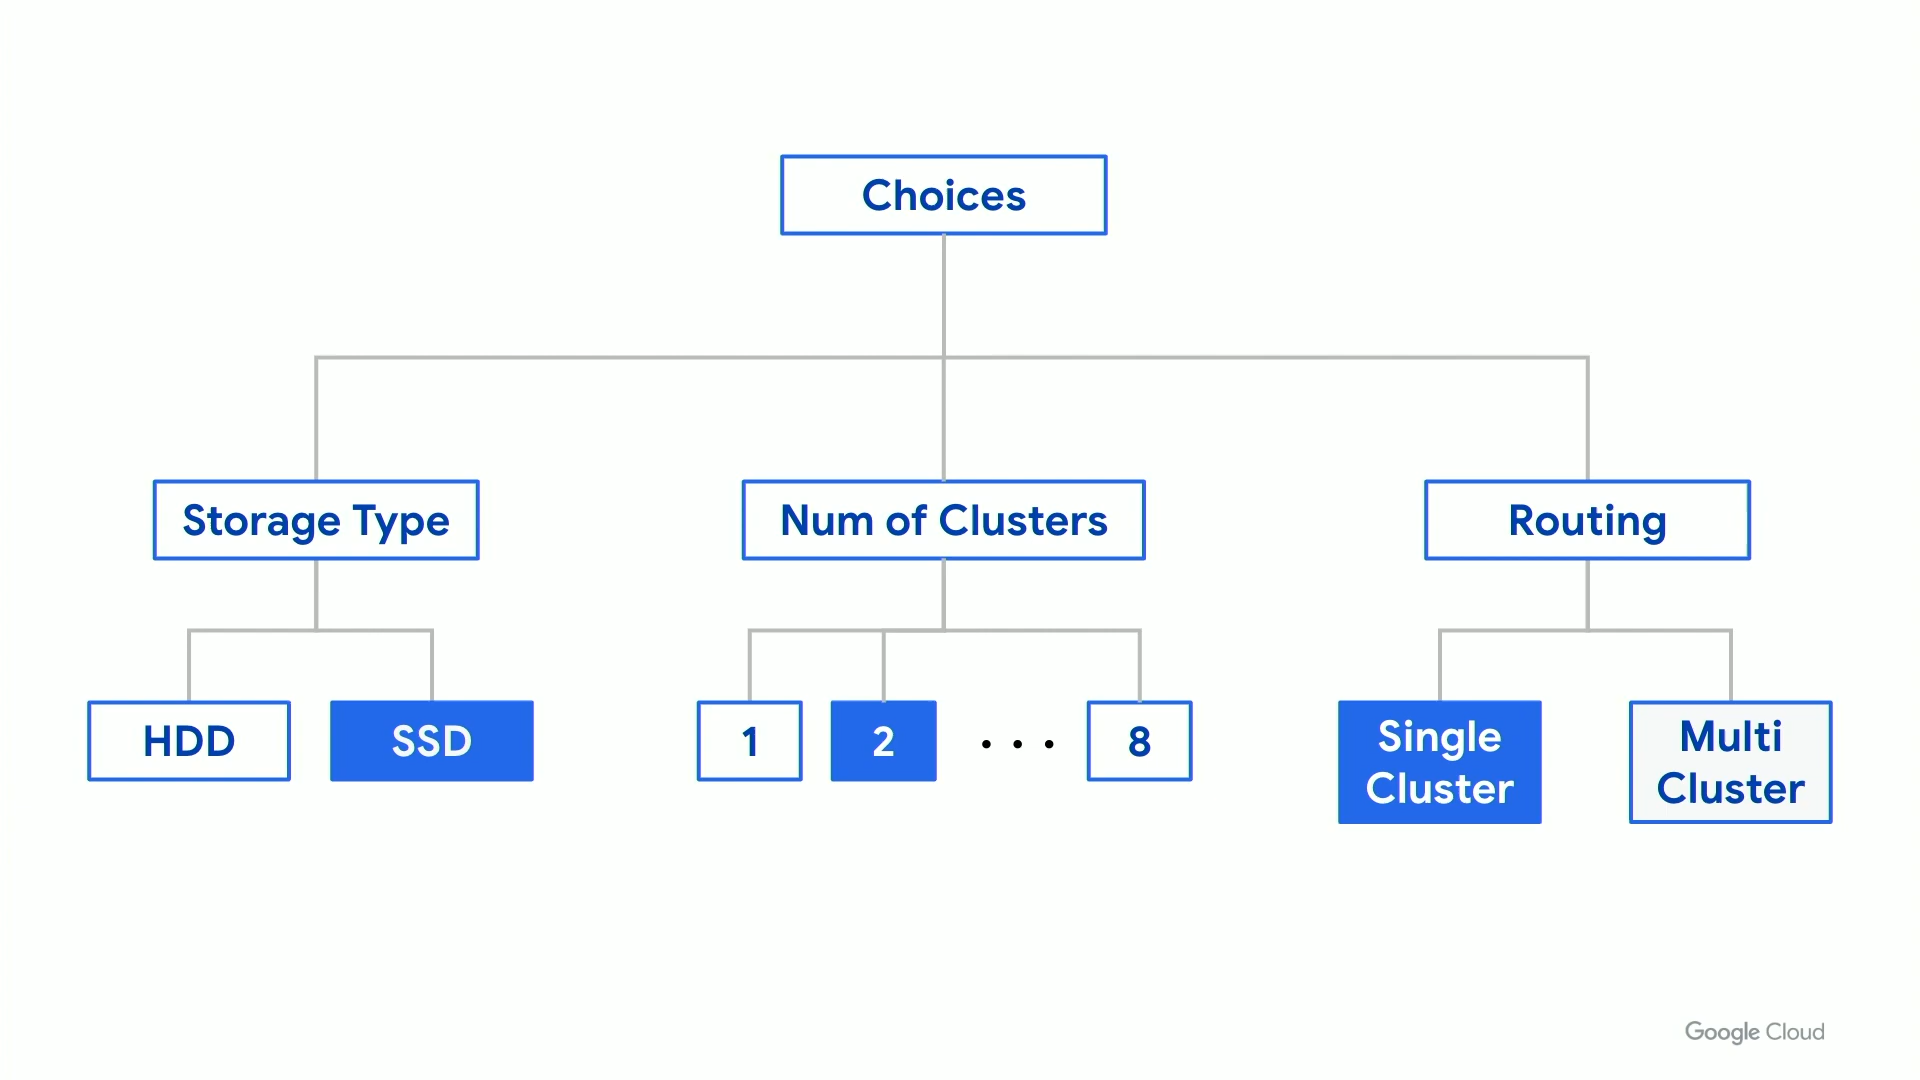 Choices
Storage Type
Num of Clusters
Routing
HDD
SSD
1
2
. . .
8
Single
Cluster
Multi
Cluster
Google Cloud